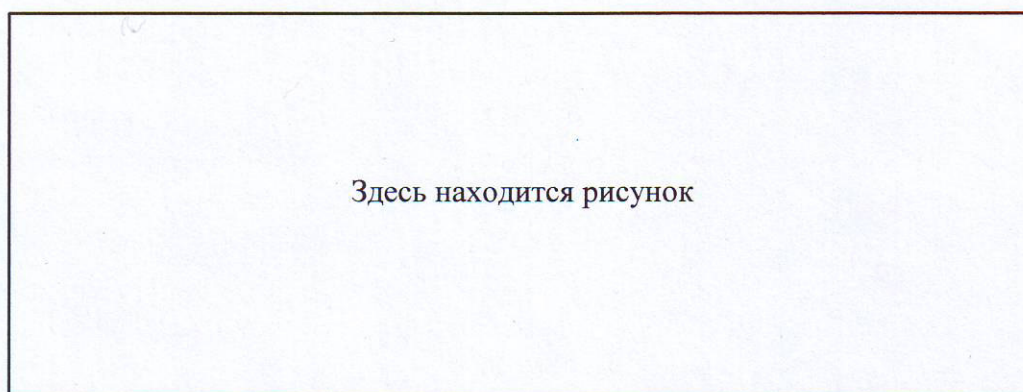 Здесь находится рисунок